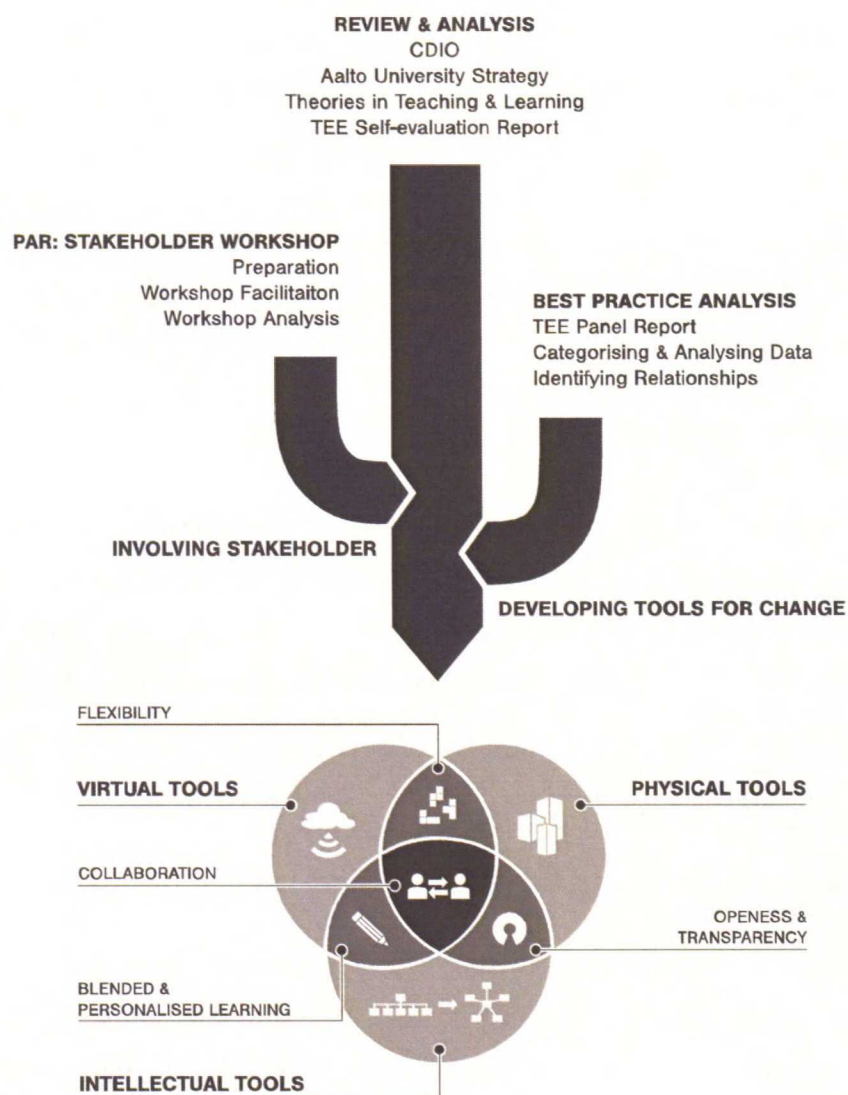 REVIEW & ANALYSIS
CDIO
Aalto University Strategy
Theories in Teaching & Learning
TEE Self-evaluation Report
PAR: STAKEHOLDER WORKSHOP
Preparation
Workshop Facilitaiton
Workshop Analysis
BEST PRACTICE ANALYSIS
TEE Panel Report
Categorising & Analysing Data
Identifying Relationships
INVOLVING STAKEHOLDER
DEVELOPING TOOLS FOR CHANGE
FLEXIBILITY
VIRTUAL TOOLS
PHYSICAL TOOLS
COLLABORATION
OPENESS &
TRANSPARENCY
BLENDED &
PERSONALISED LEARNING
INTELLECTUAL TOOLS